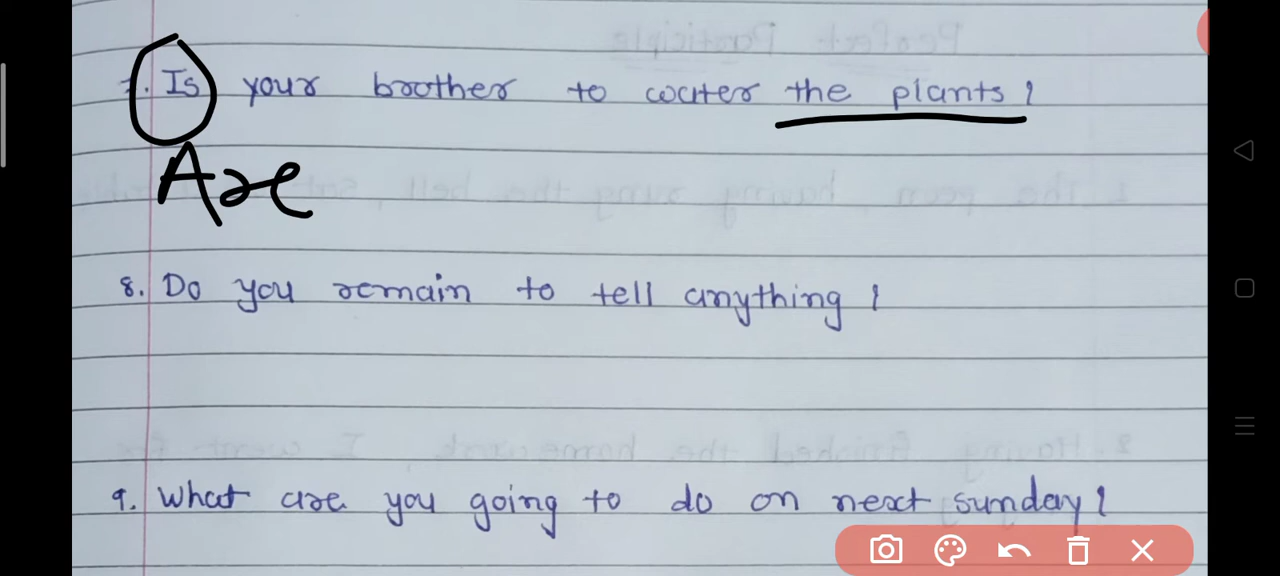 7. Is your brother to water the plants?
Are
8. Do you remain to tell anything?
9. What are you going to do on next sunday?